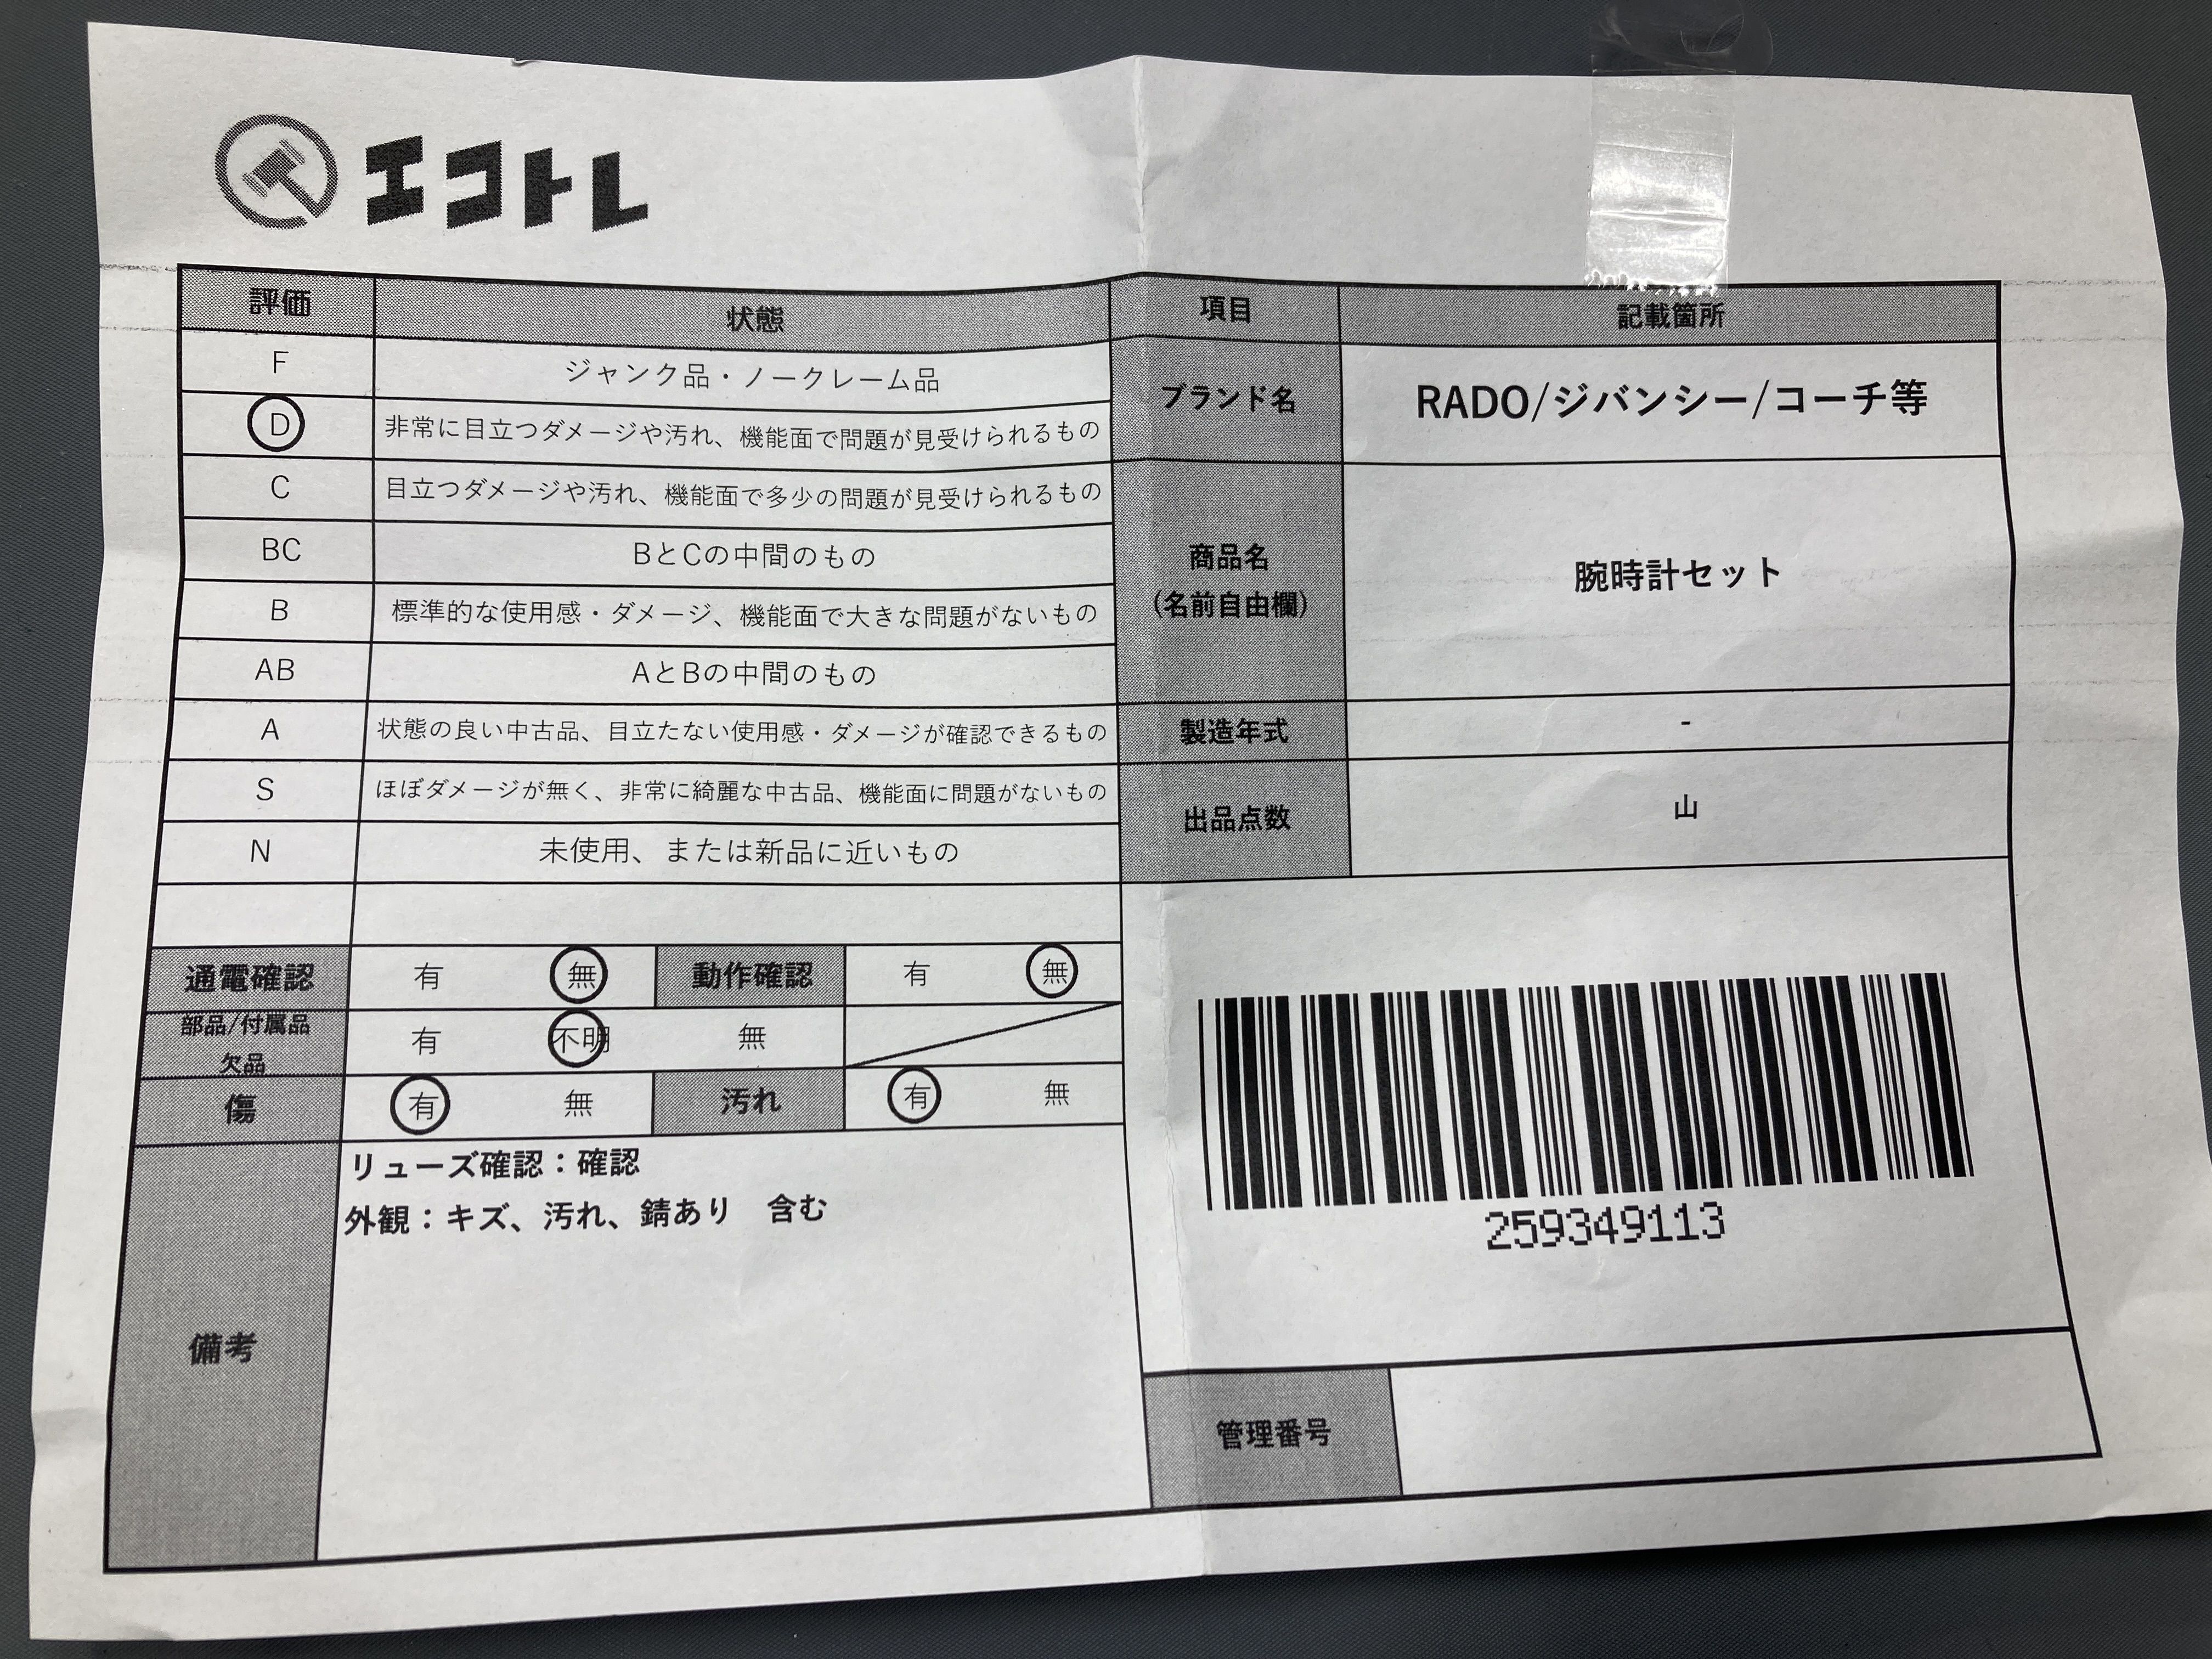 エコトレ
評価 状態 項目 記載箇所
F ジャンク品・ノークレーム品
D 非常に目立つダメージや汚れ、機能面で問題が見受けられるもの
ブランド名 RADO/ジバンシー/コーチ等
C 目立つダメージや汚れ、機能面で多少の問題が見受けられるもの
BC BとCの中間のもの
商品名
(名前自由欄)
腕時計セット
B 標準的な使用感・ダメージ、機能面で大きな問題がないもの
AB AとBの中間のもの
A 状態の良い中古品、目立たない使用感・ダメージが確認できるもの
製造年式 -
S ほぼダメージが無く、非常に綺麗な中古品、機能面に問題がないもの
出品点数 山
N 未使用、または新品に近いもの
通電確認 有 無 動作確認 有 無
部品/付属品
欠品
有 不明 無
傷 有 無 汚れ 有 無
備考
リューズ確認：確認
外観：キズ、汚れ、錆あり　含む
259349113
管理番号